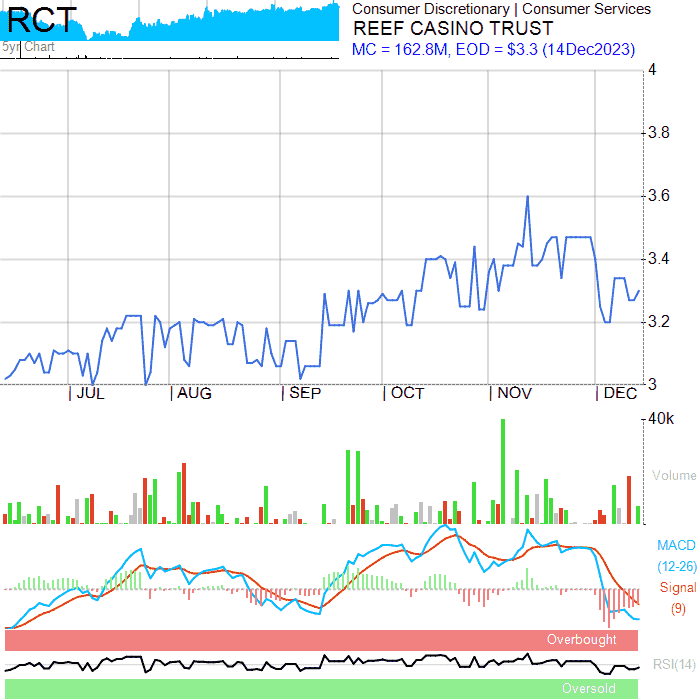 RCT
5yr Chart
Consumer Discretionary | Consumer Services
REEF CASINO TRUST
MC = 162.8M, EOD = $3.3 (14Dec2023)
4
3.8
3.6
3.4
3.2
3
JUL AUG SEP OCT NOV DEC
40k
Volume
MACD
(12-26)
Signal
(9)
Overbought
RSI(14)
Oversold